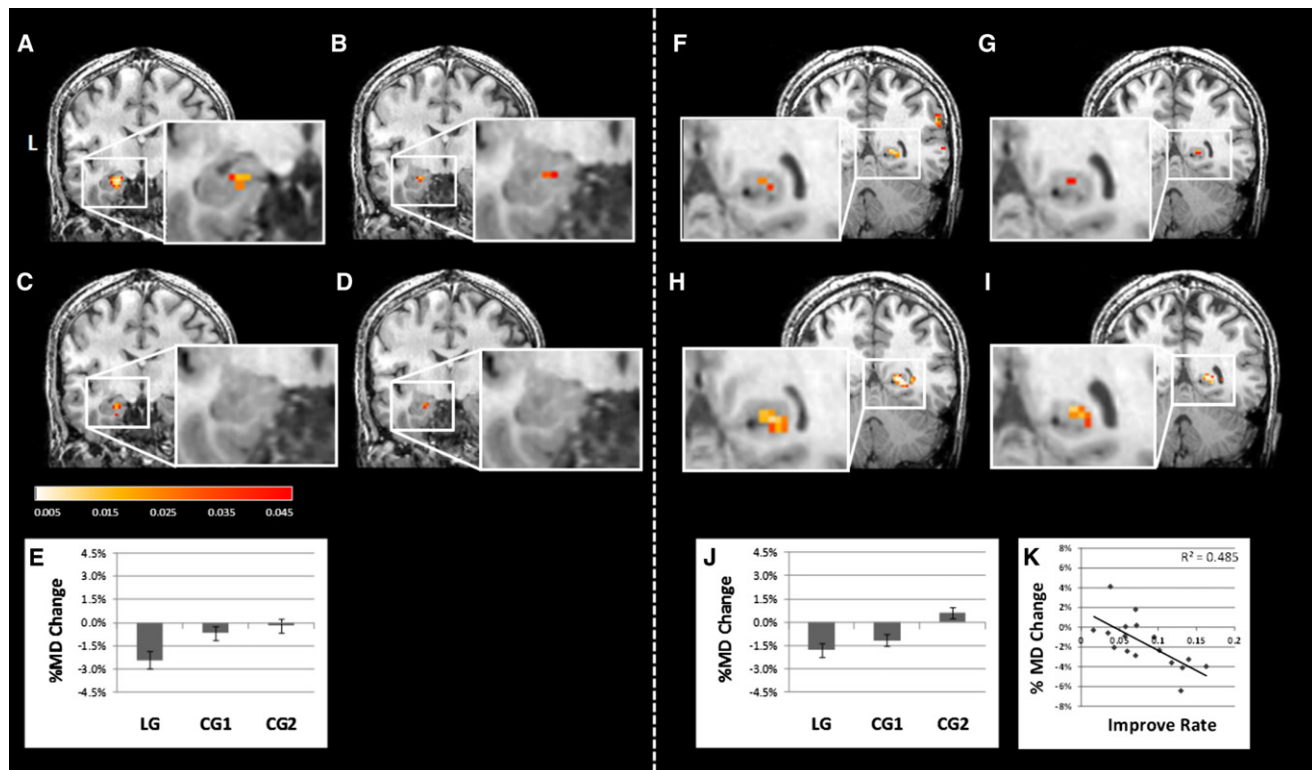 A
B
F
G
L
C
D
H
I
0.005 0.015 0.025 0.035 0.045
E
4.5%
3.0%
1.5%
0.0%
-1.5%
-3.0%
-4.5%
%MD Change
LG CG1 CG2
J
4.5%
3.0%
1.5%
0.0%
-1.5%
-3.0%
-4.5%
%MD Change
LG CG1 CG2
K
R² = 0.485
8%
6%
4%
2%
0%
-2%
-4%
-6%
-8%
0 0.05 0.1 0.15 0.2
% MD Change
Improve Rate